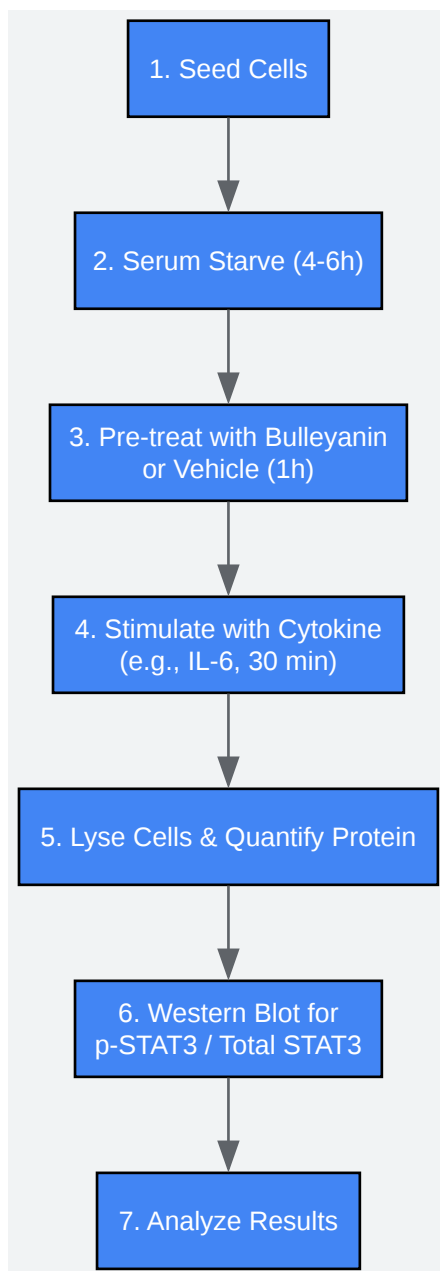 1. Seed Cells
2. Serum Starve (4-6h)
3. Pre-treat with Bulleyanin
or Vehicle (1h)
4. Stimulate with Cytokine
(e.g., IL-6, 30 min)
5. Lyse Cells & Quantify Protein
6. Western Blot for
p-STAT3 / Total STAT3
7. Analyze Results